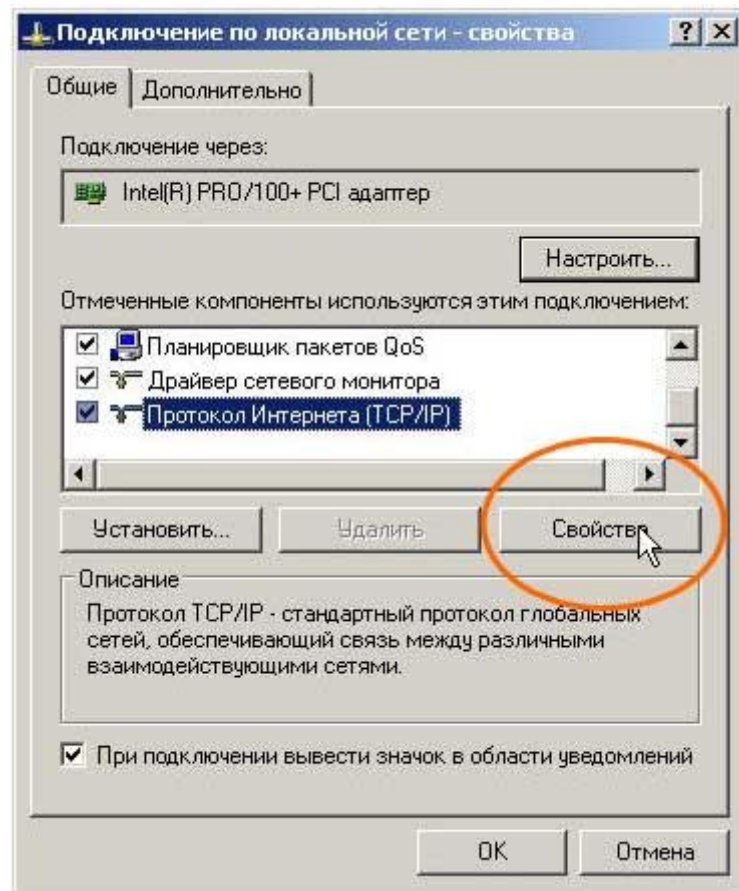 Подключение по локальной сети - свойства
Общие
Дополнительно
Подключение через:
Intel(R) PRO/100+ PCI адаптер
Настроить...
Отмеченные компоненты используются этим подключением:
Планировщик пакетов QoS
Драйвер сетевого монитора
Протокол Интернета (TCP/IP)
Установить...
Удалить
Свойства
Описание
Протокол TCP/IP - стандартный протокол глобальных
сетей, обеспечивающий связь между различными
взаимодействующими сетями.
При подключении вывести значок в области уведомлений
OK
Отмена